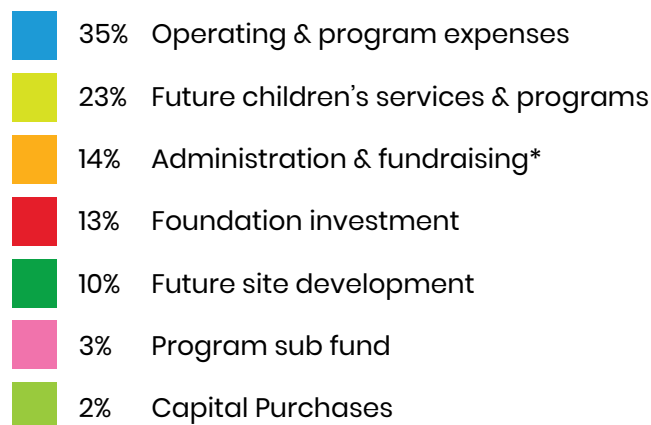 35% Operating & program expenses
23% Future children’s services & programs
14% Administration & fundraising*
13% Foundation investment
10% Future site development
3% Program sub fund
2% Capital Purchases